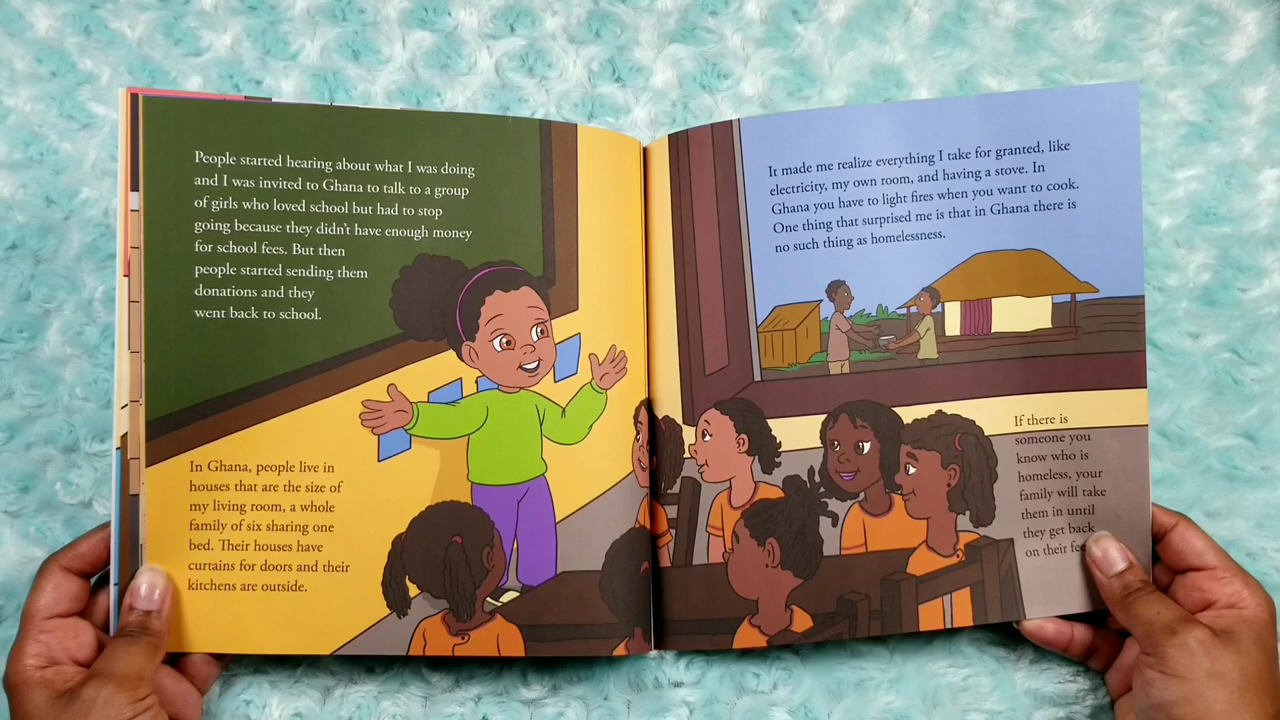 People started hearing about what I was doing
and I was invited to Ghana to talk to a group
of girls who loved school but had to stop
going because they didn't have enough money
for school fees. But then
people started sending them
donations and they
went back to school.
In Ghana, people live in
houses that are the size of
my living room, a whole
family of six sharing one
bed. Their houses have
curtains for doors and their
kitchens are outside.
It made me realize everything I take for granted, like
electricity, my own room, and having a stove. In
Ghana you have to light fires when you want to cook.
One thing that surprised me is that in Ghana there is
no such thing as homelessness.
If there is
someone you
know who is
homeless, your
family will take
them in until
they get back
on their